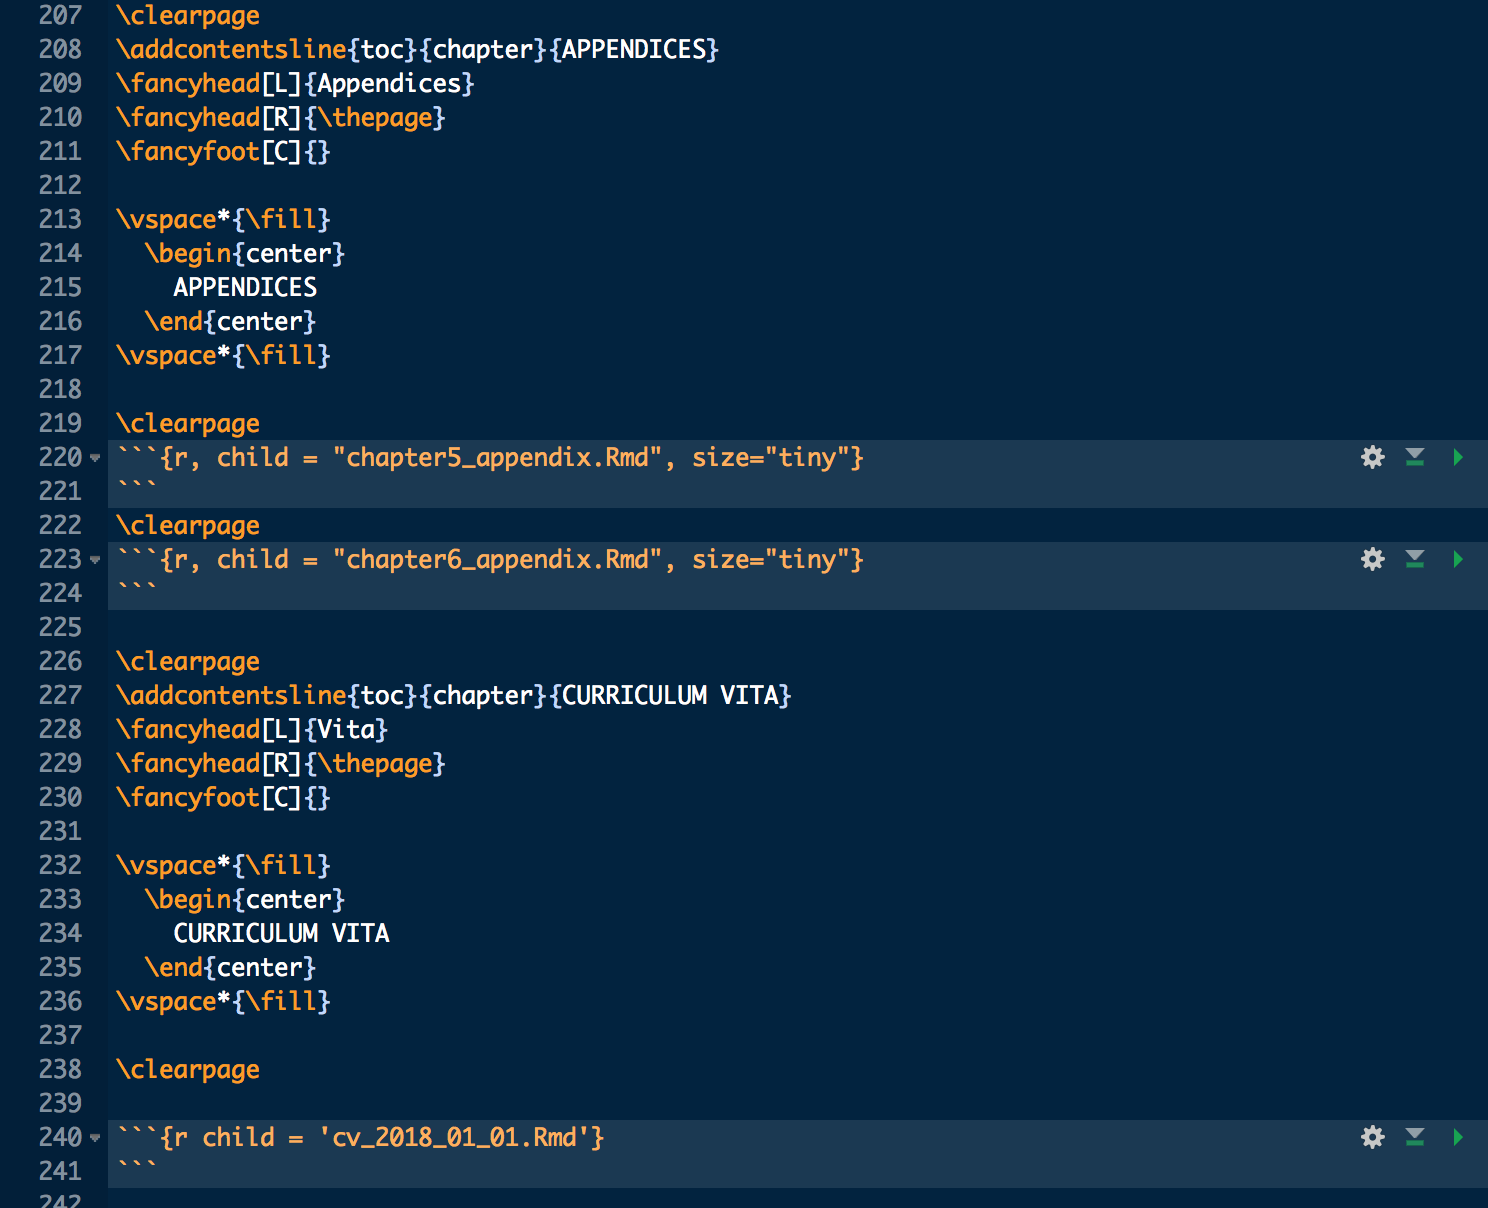 207 \clearpage
208 \addcontentsline{toc}{chapter}{APPENDICES}
209 \fancyhead[L]{Appendices}
210 \fancyhead[R]{\thepage}
211 \fancyfoot[C]{}
212
213 \vspace*{\fill}
214   \begin{center}
215     APPENDICES
216   \end{center}
217 \vspace*{\fill}
218
219 \clearpage
220 ```{r, child = "chapter5_appendix.Rmd", size="tiny"}
221 ```
222 \clearpage
223 ```{r, child = "chapter6_appendix.Rmd", size="tiny"}
224 ```
225
226 \clearpage
227 \addcontentsline{toc}{chapter}{CURRICULUM VITA}
228 \fancyhead[L]{Vita}
229 \fancyhead[R]{\thepage}
230 \fancyfoot[C]{}
231
232 \vspace*{\fill}
233   \begin{center}
234     CURRICULUM VITA
235   \end{center}
236 \vspace*{\fill}
237
238 \clearpage
239
240 ```{r child = 'cv_2018_01_01.Rmd'}
241 ```
242